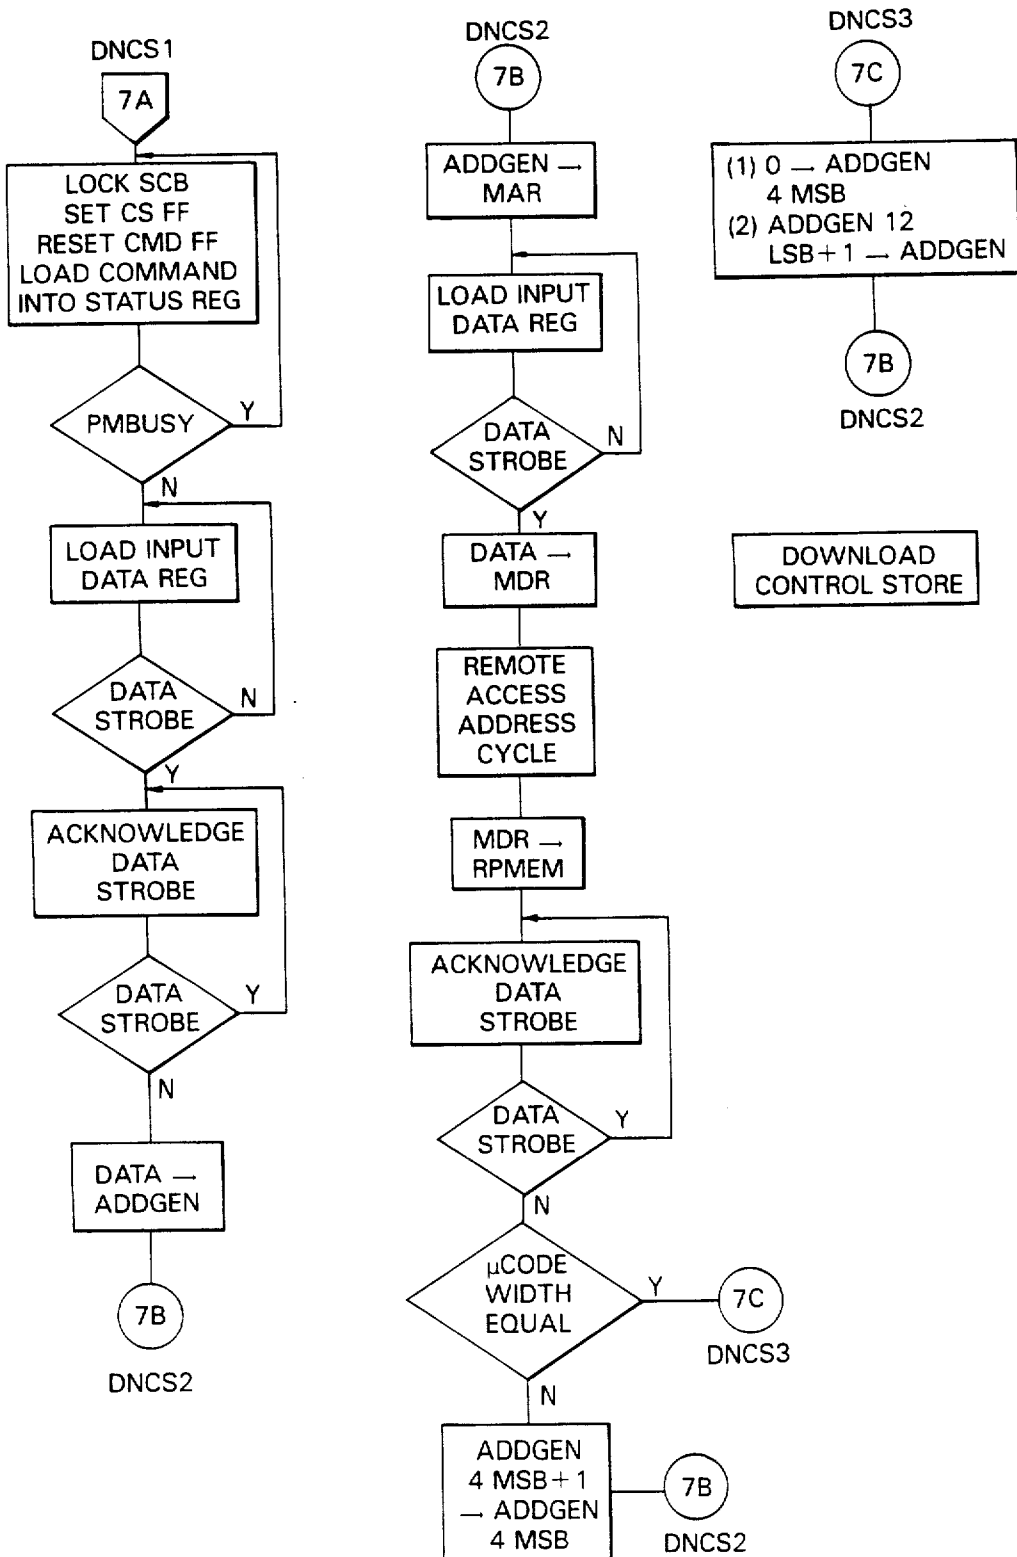 DNCS1
7A
LOCK SCB
SET CS FF
RESET CMD FF
LOAD COMMAND
INTO STATUS REG
PMBUSY
Y
N
LOAD INPUT
DATA REG
DATA
STROBE
N
Y
ACKNOWLEDGE
DATA
STROBE
DATA
STROBE
Y
N
DATA →
ADDGEN
7B
DNCS2
DNCS2
7B
ADDGEN →
MAR
LOAD INPUT
DATA REG
DATA
STROBE
N
Y
DATA →
MDR
REMOTE
ACCESS
ADDRESS
CYCLE
MDR →
RPMEM
ACKNOWLEDGE
DATA
STROBE
DATA
STROBE
Y
N
µCODE
WIDTH
EQUAL
Y
7C
DNCS3
N
ADDGEN
4 MSB+1
→ ADDGEN
4 MSB
7B
DNCS2
DNCS3
7C
(1) 0 → ADDGEN
4 MSB
(2) ADDGEN 12
LSB+1 → ADDGEN
7B
DNCS2
DOWNLOAD
CONTROL STORE